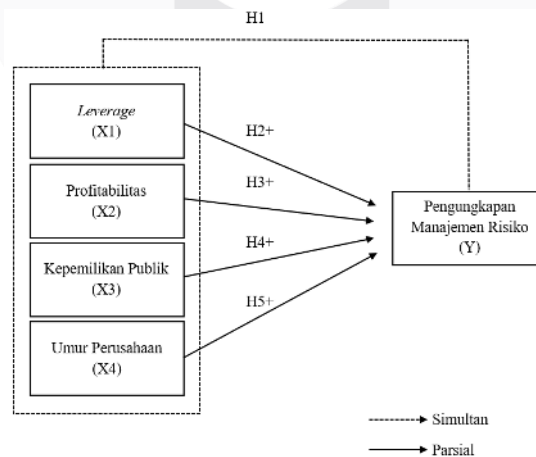 H1
Leverage
(X1)
H2+
Profitabilitas
(X2)
H3+
Pengungkapan
Manajemen Risiko
(Y)
Kepemilikan Publik
(X3)
H4+
Umur Perusahaan
(X4)
H5+
Simultan
Parsial